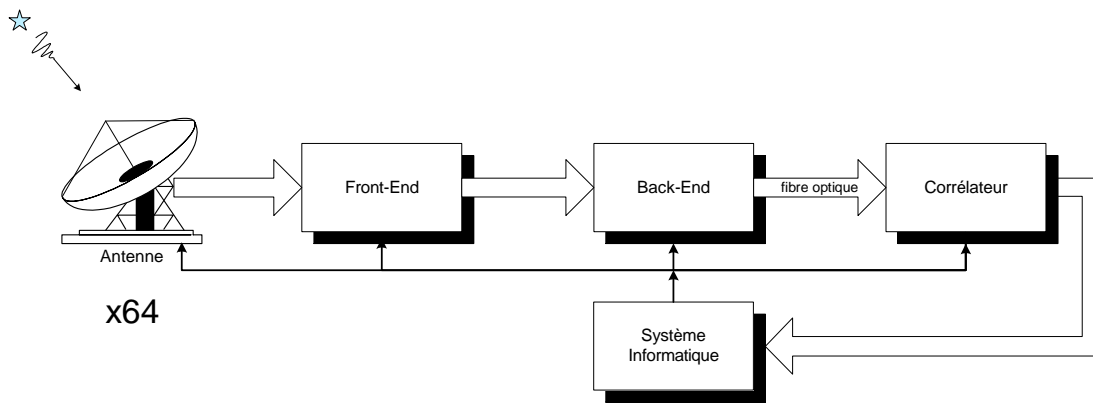 Front-End
Back-End
fibre optique
Corrélateur
Antenne
x64
Système
Informatique